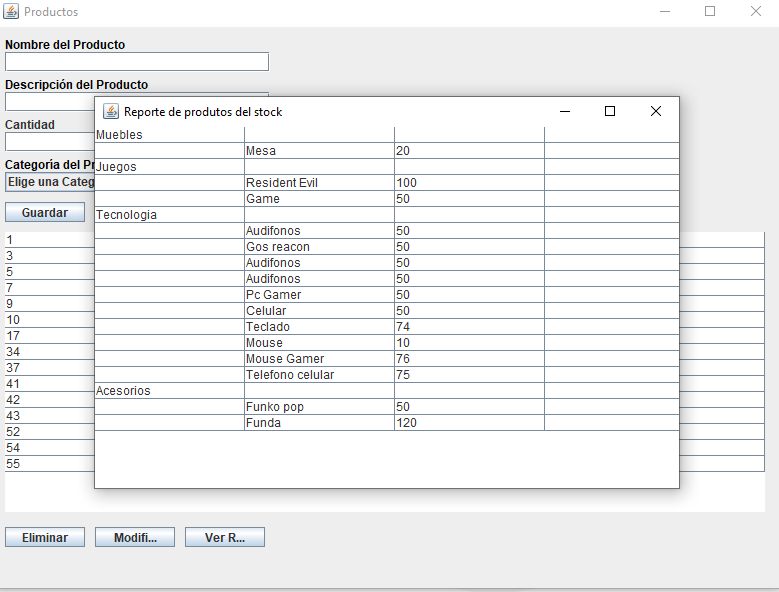 Productos
Nombre del Producto
Descripción del Producto
Cantidad
Categoría del Pr
Elige una Categ
Guardar
1
3
5
7
9
10
17
34
37
41
42
43
52
54
55
Eliminar Modifi... Ver R...
Reporte de produtos del stock
Muebles
Mesa 20
Juegos
Resident Evil 100
Game 50
Tecnologia
Audifonos 50
Gos reacon 50
Audifonos 50
Audifonos 50
Pc Gamer 50
Celular 50
Teclado 74
Mouse 10
Mouse Gamer 76
Telefono celular 75
Acesorios
Funko pop 50
Funda 120